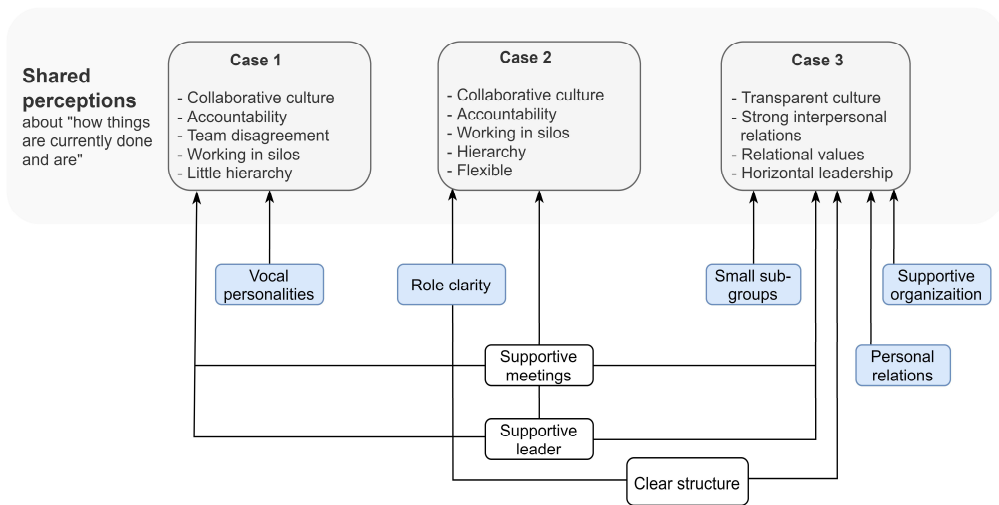 Shared
perceptions
about "how things
are currently done
and are"
Case 1
- Collaborative culture
- Accountability
- Team disagreement
- Working in silos
- Little hierarchy
Case 2
- Collaborative culture
- Accountability
- Working in silos
- Hierarchy
- Flexible
Case 3
- Transparent culture
- Strong interpersonal
relations
- Relational values
- Horizontal leadership
Vocal
personalities
Role clarity
Small sub-
groups
Supportive
organizaition
Supportive
meetings
Personal
relations
Supportive
leader
Clear structure